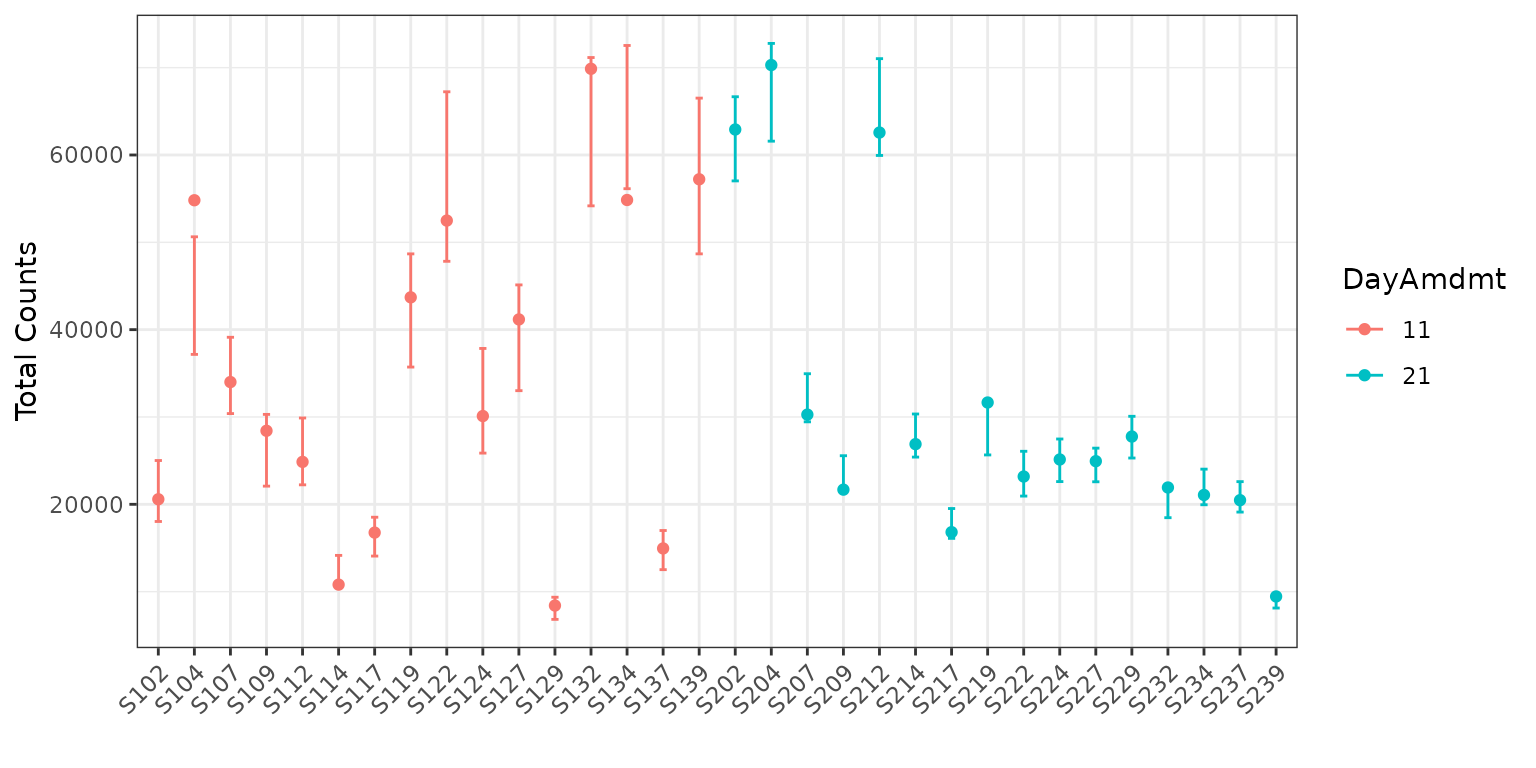 Total Counts
60000
40000
20000
S102
S104
S107
S109
S112
S114
S117
S119
S122
S124
S127
S129
S132
S134
S137
S139
S202
S204
S207
S209
S212
S214
S217
S219
S222
S224
S227
S229
S232
S234
S237
S239
DayAmdmt
11
21